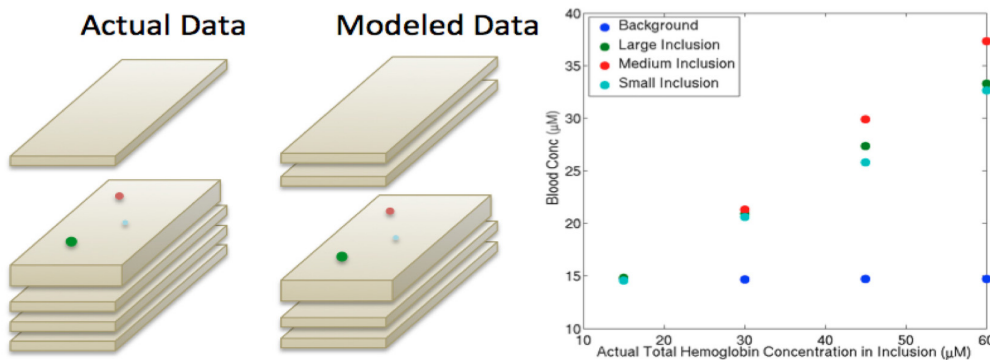 Actual Data
Modeled Data
Background
Large Inclusion
Medium Inclusion
Small Inclusion
Blood Conc (μM)
40
35
30
25
20
15
10
10
20
30
40
50
60
Actual Total Hemoglobin Concentration in Inclusion (μM)